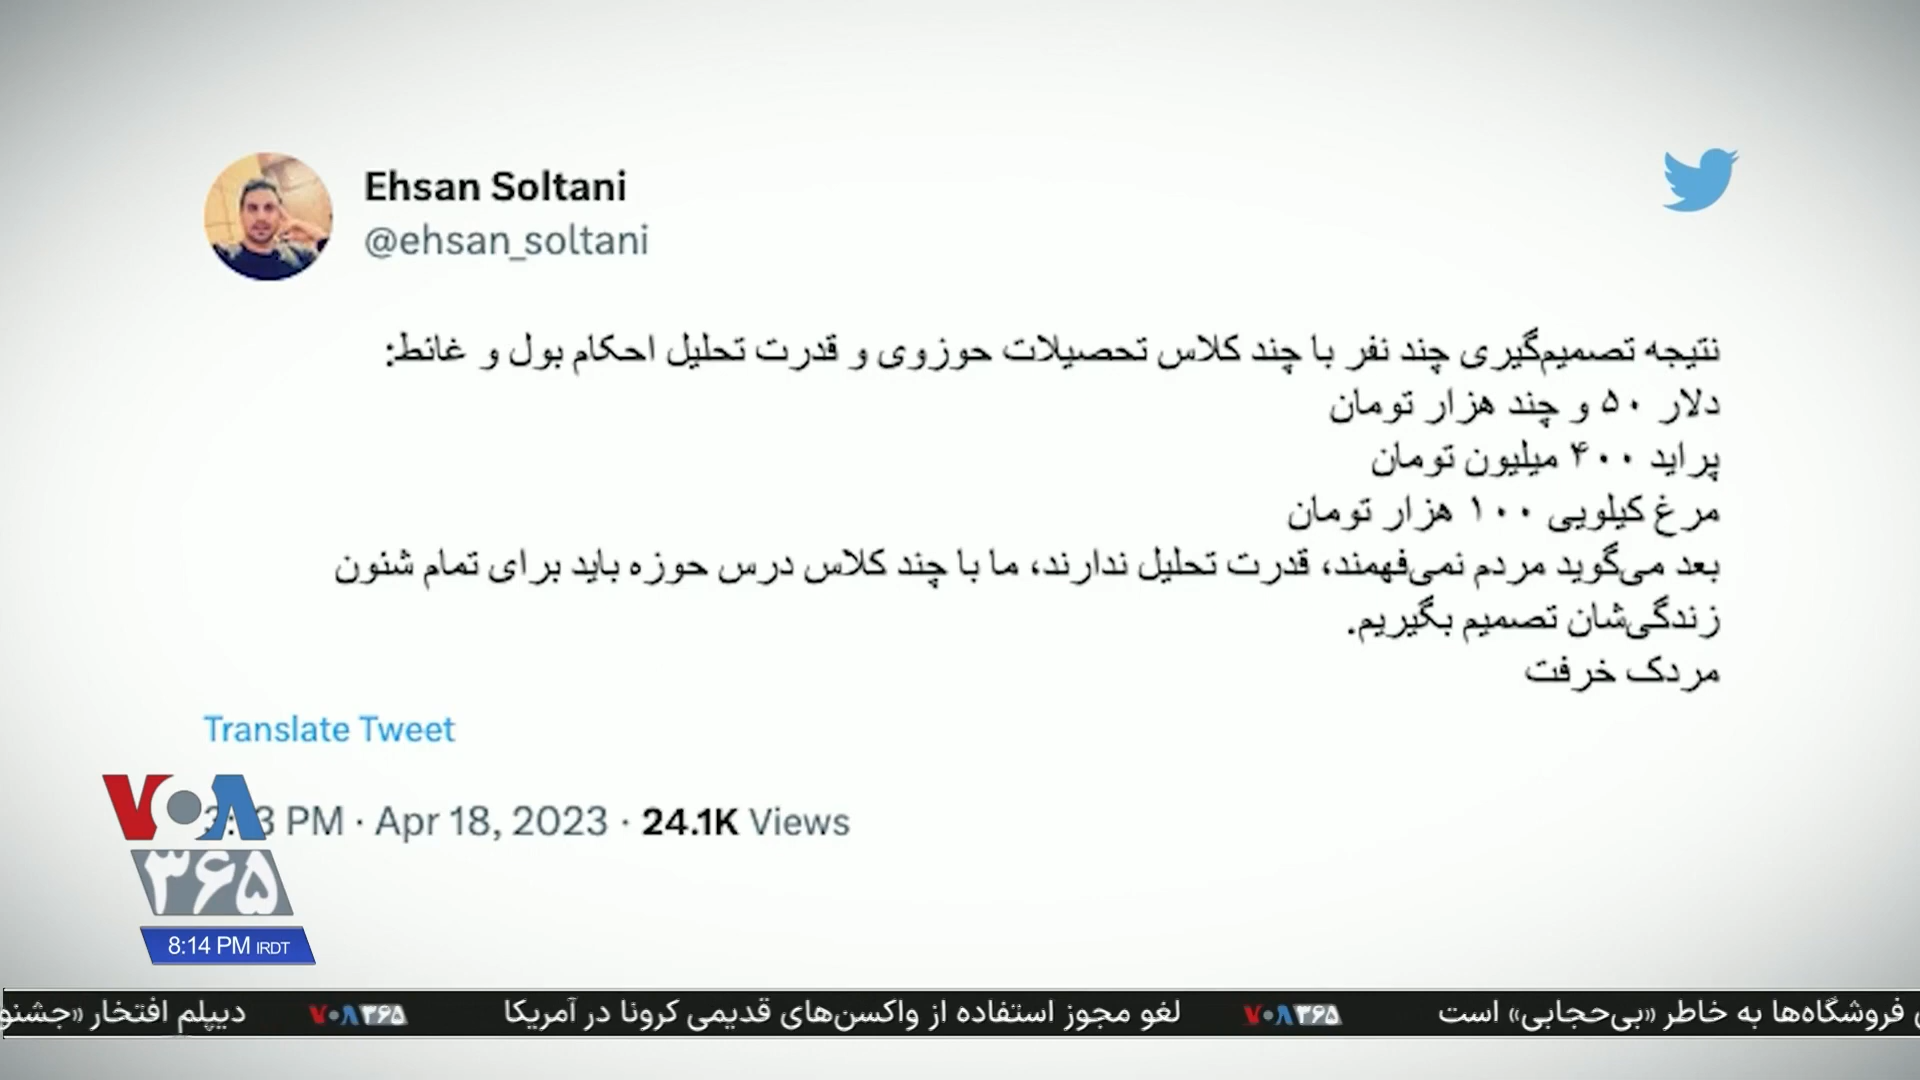 Ehsan Soltani
@ehsan_soltani
نتیجه تصمیم‌گیری چند نفر با چند کلاس تحصیلات حوزوی و قدرت تحلیل احکام بول و غائط:
دلار ۵۰ و چند هزار تومان
پراید ۴۰۰ میلیون تومان
مرغ کیلویی ۱۰۰ هزار تومان
بعد می‌گوید مردم نمی‌فهمند، قدرت تحلیل ندارند، ما با چند کلاس درس حوزه باید برای تمام شئون
زندگی‌شان تصمیم بگیریم.
مردک خرفت
Translate Tweet
PM · Apr 18, 2023 · 24.1K Views
VOA
۳۶۵
8:14 PM IRDT
فروشگاه‌ها به خاطر «بی‌حجابی» است VOA۳۶۵ لغو مجوز استفاده از واکسن‌های قدیمی کرونا در آمریکا VOA۳۶۵ دیپلم افتخار «جشنو